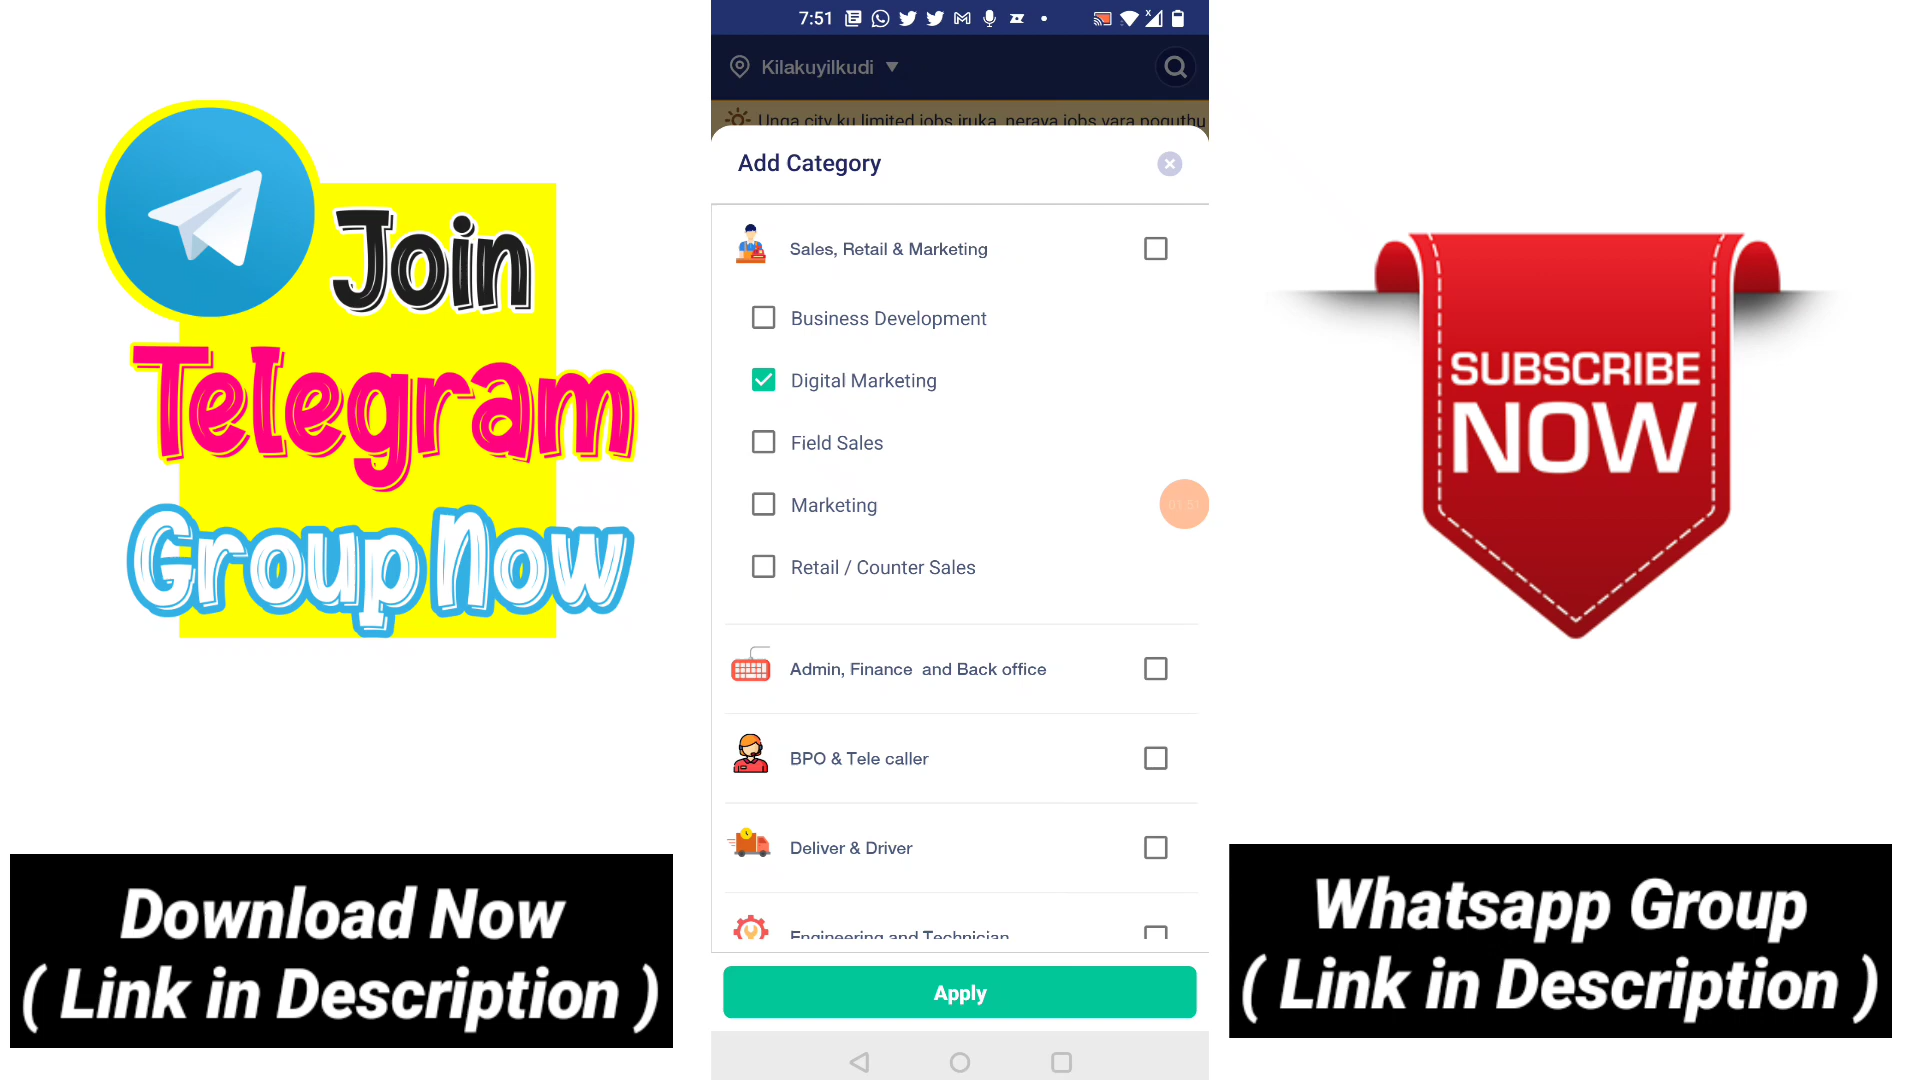 Join
Telegram
Group Now
Download Now
( Link in Description )
7:51
Kilakuyilkudi
Unga city ku limited jobs iruka, neraya jobs vara poguthu
Add Category
Sales, Retail & Marketing
Business Development
Digital Marketing
Field Sales
Marketing
01:51
Retail / Counter Sales
Admin, Finance and Back office
BPO & Tele caller
Deliver & Driver
Engineering and Technician
Apply
SUBSCRIBE
NOW
Whatsapp Group
( Link in Description )